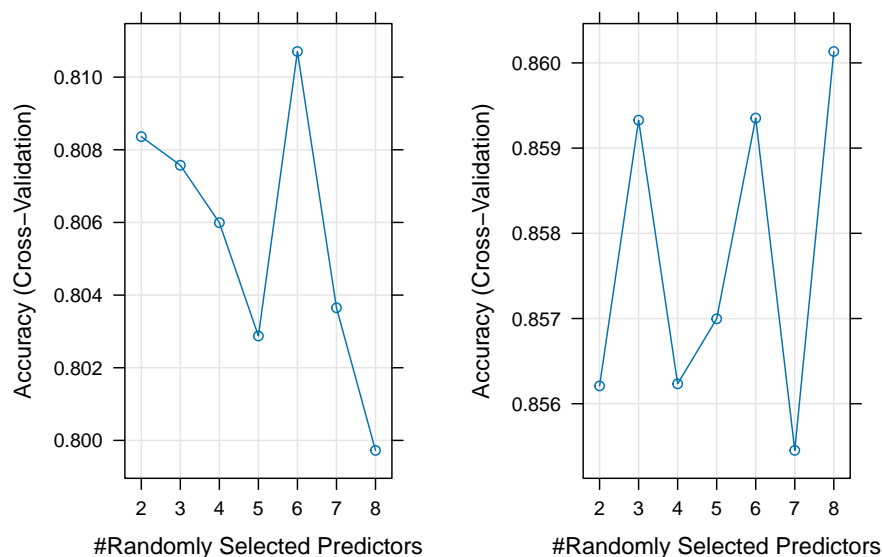 Accuracy (Cross−Validation)
0.810
0.808
0.806
0.804
0.802
0.800
2 3 4 5 6 7 8
#Randomly Selected Predictors
Accuracy (Cross−Validation)
0.860
0.859
0.858
0.857
0.856
2 3 4 5 6 7 8
#Randomly Selected Predictors